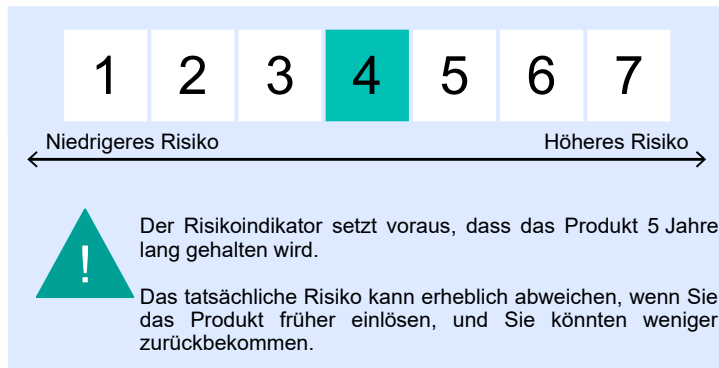 1 2 3 4 5 6 7
Niedrigeres Risiko Höheres Risiko
!
Der Risikoindikator setzt voraus, dass das Produkt 5 Jahre
lang gehalten wird.
Das tatsächliche Risiko kann erheblich abweichen, wenn Sie
das Produkt früher einlösen, und Sie könnten weniger
zurückbekommen.